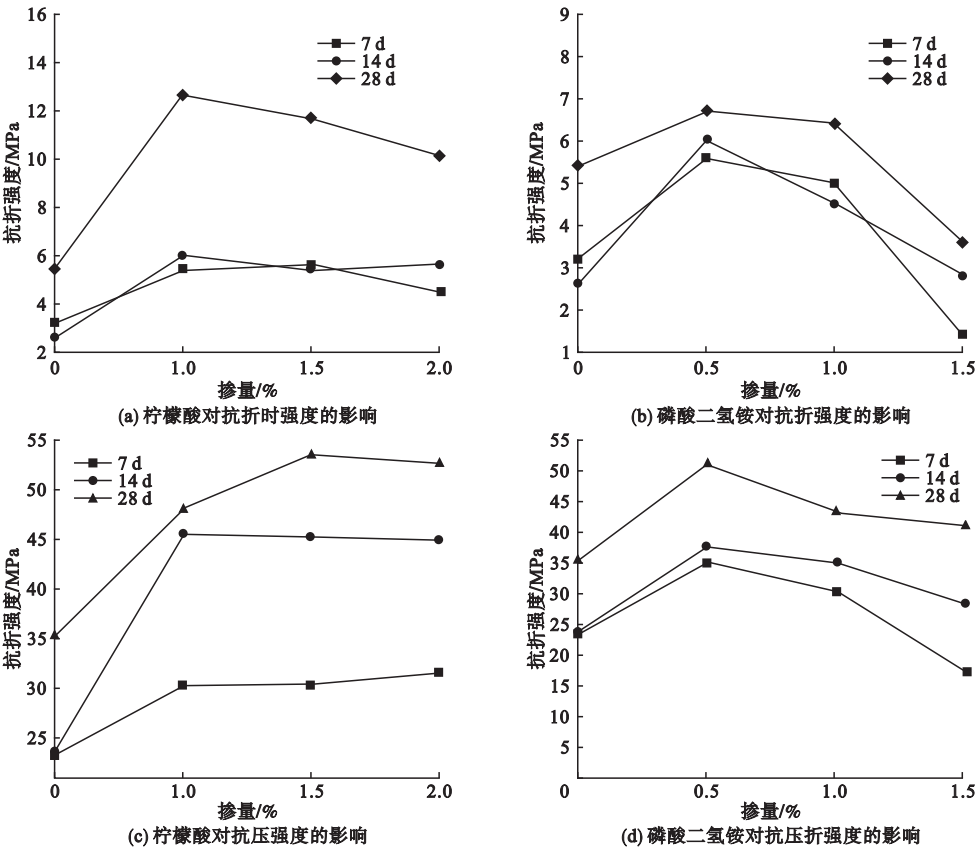 16
14
12
10
8
6
4
2
抗折强度/MPa
7 d
14 d
28 d
0
1.0
1.5
2.0
掺量/%
(a) 柠檬酸对抗折时强度的影响
9
8
7
6
5
4
3
2
1
抗折强度/MPa
7 d
14 d
28 d
0
0.5
1.0
1.5
掺量/%
(b) 磷酸二氢铵对抗折强度的影响
55
50
45
40
35
30
25
抗折强度/MPa
7 d
14 d
28 d
0
1.0
1.5
2.0
掺量/%
(c) 柠檬酸对抗压强度的影响
55
50
45
40
35
30
25
20
15
10
5
抗折强度/MPa
7 d
14 d
28 d
0
0.5
1.0
1.5
掺量/%
(d) 磷酸二氢铵对抗压折强度的影响